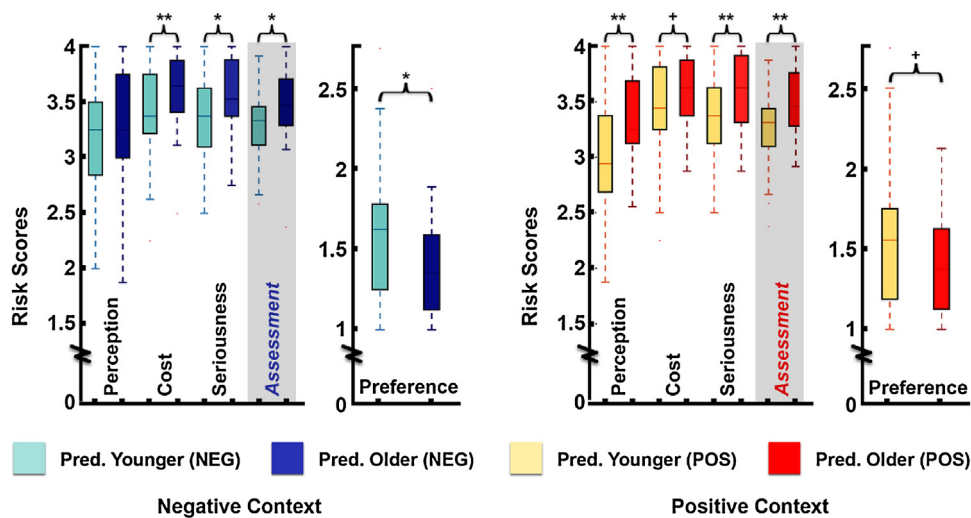 ** * * * ** + ** ** +
4 4
3.5 2.5 3.5 2.5
3 2 3 2
2.5 2.5
2 1.5 2 1.5
1.5 1 1.5 1
0 0 0 0
Risk Scores
Perception
Cost
Seriousness
Assessment
Preference
Risk Scores
Perception
Cost
Seriousness
Assessment
Preference
Pred. Younger (NEG) Pred. Older (NEG) Pred. Younger (POS) Pred. Older (POS)
Negative Context Positive Context